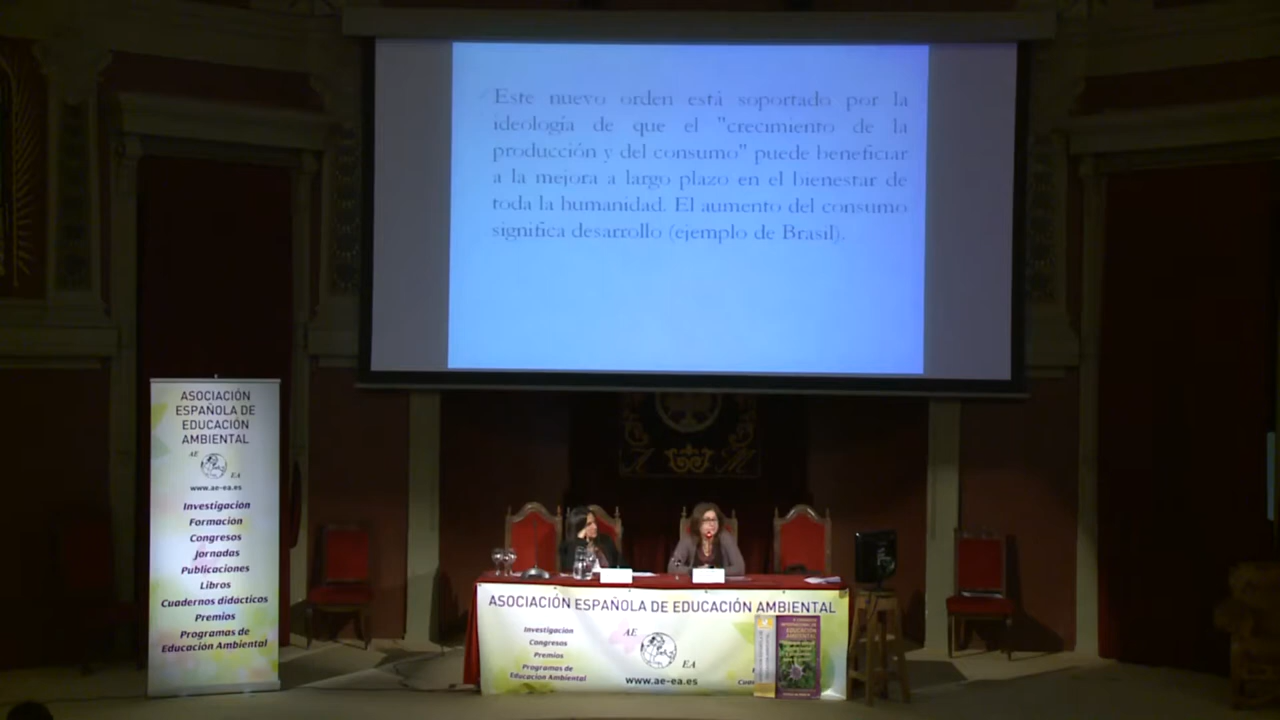 Este nuevo orden está soportado por la
ideología de que el "crecimiento de la
producción y del consumo" puede beneficiar
a la mejora a largo plazo en el bienestar de
toda la humanidad. El aumento del consumo
significa desarrollo (ejemplo de Brasil).
ASOCIACIÓN
ESPAÑOLA DE
EDUCACIÓN
AMBIENTAL
AE
EA
www.ae-ea.es
Investigación
Formación
Congresos
Jornadas
Publicaciones
Libros
Cuadernos didácticos
Premios
Programas de
Educación Ambiental
ASOCIACIÓN ESPAÑOLA DE EDUCACIÓN AMBIENTAL
Investigación
Congresos
Premios
Programas de
Educación Ambiental
AE
EA
www.ae-ea.es
EDUCACIÓN
AMBIENTAL